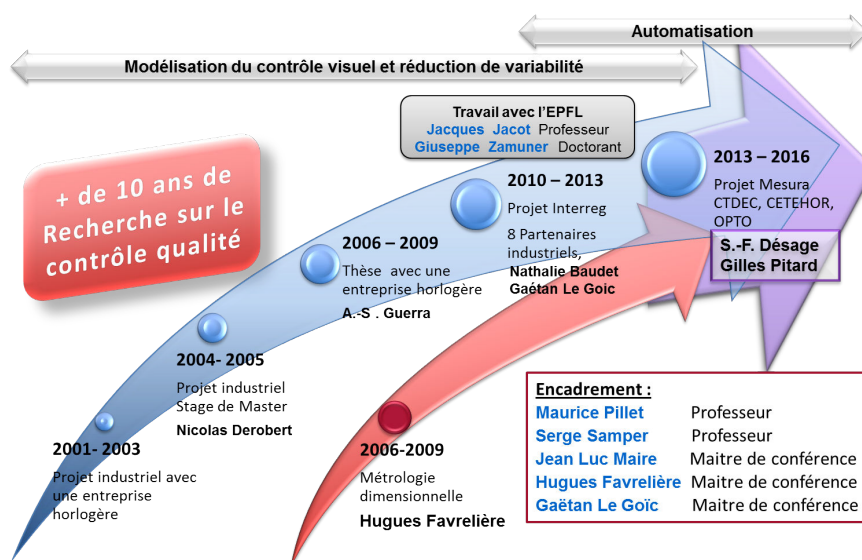 Automatisation
Modélisation du contrôle visuel et réduction de variabilité
Travail avec l'EPFL
Jacques Jacot Professeur
Giuseppe Zamuner Doctorant
+ de 10 ans de
Recherche sur le
contrôle qualité
2013 – 2016
Projet Mesura
CTDEC, CETEHOR,
OPTO
S.-F. Désage
Gilles Pitard
2010 – 2013
Projet Interreg
8 Partenaires
industriels,
Nathalie Baudet
Gaétan Le Goic
2006 – 2009
Thèse avec une
entreprise horlogère
A.-S . Guerra
2004- 2005
Projet industriel
Stage de Master
Nicolas Derobert
2001- 2003
Projet industriel avec
une entreprise
horlogère
2006-2009
Métrologie
dimensionnelle
Hugues Favrelière
Encadrement :
Maurice Pillet Professeur
Serge Samper Professeur
Jean Luc Maire Maitre de conférence
Hugues Favrelière Maitre de conférence
Gaëtan Le Goïc Maitre de conférence